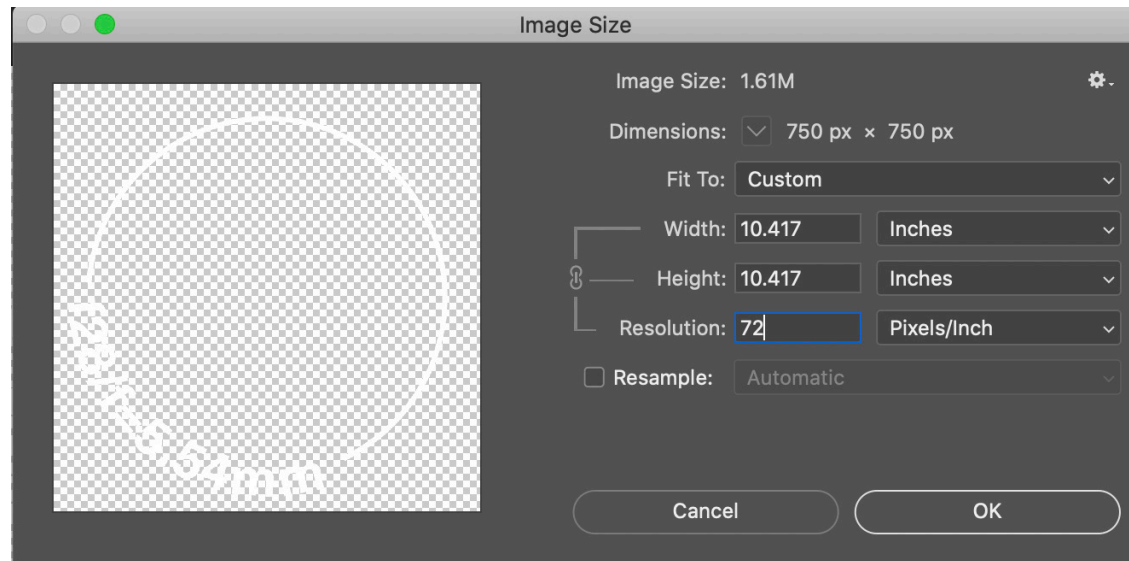 Image Size
Image Size: 1.61M
Dimensions: 750 px × 750 px
Fit To: Custom
Width: 10.417 Inches
Height: 10.417 Inches
Resolution: 72 Pixels/Inch
Resample: Automatic
Cancel OK